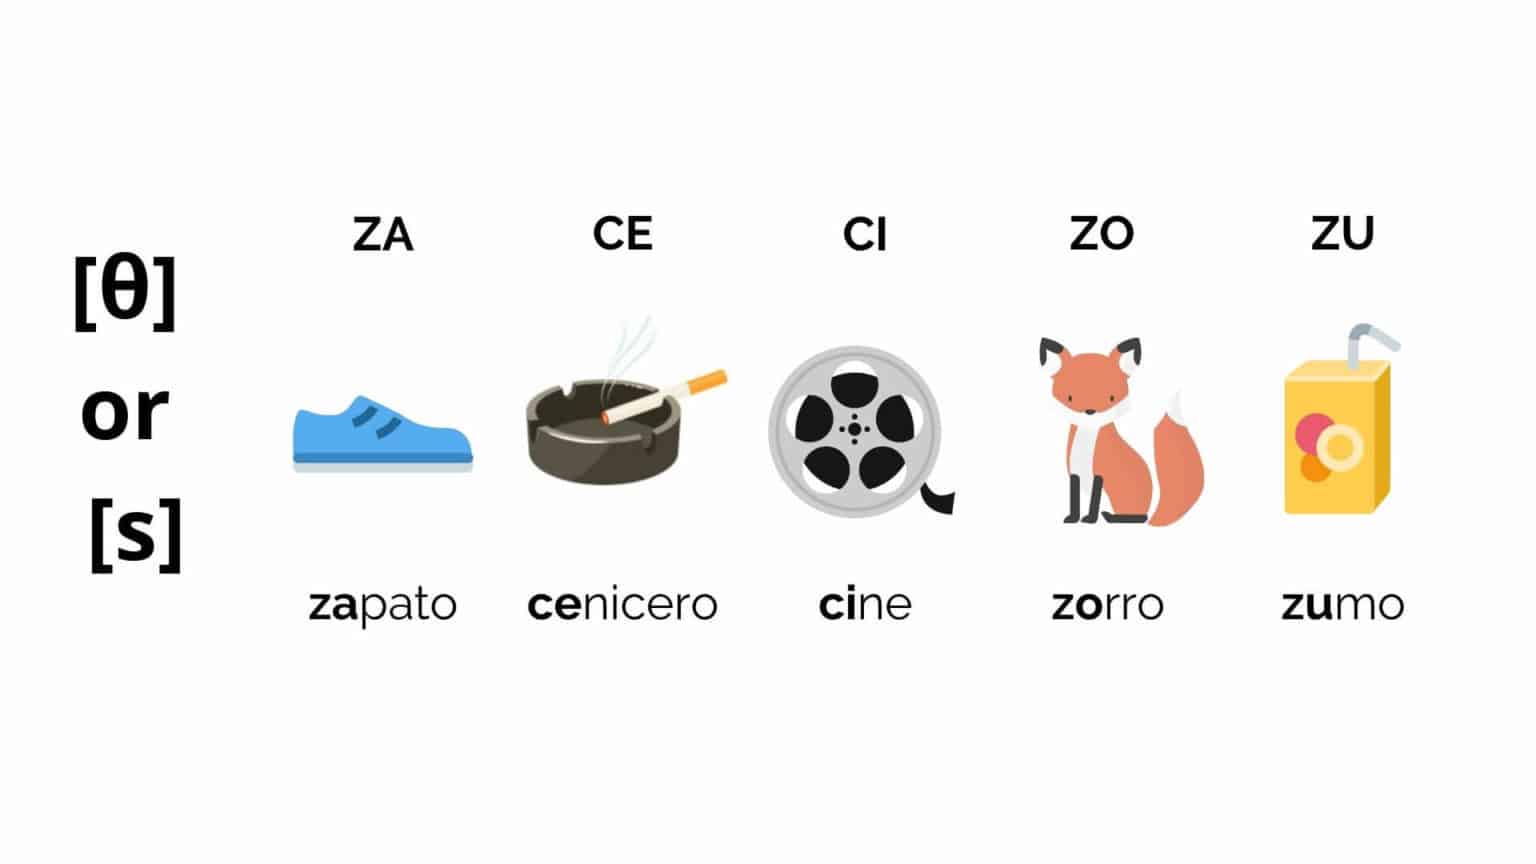 [θ]
or
[s]
ZA CE CI ZO ZU
zapato cenicero cine zorro zumo